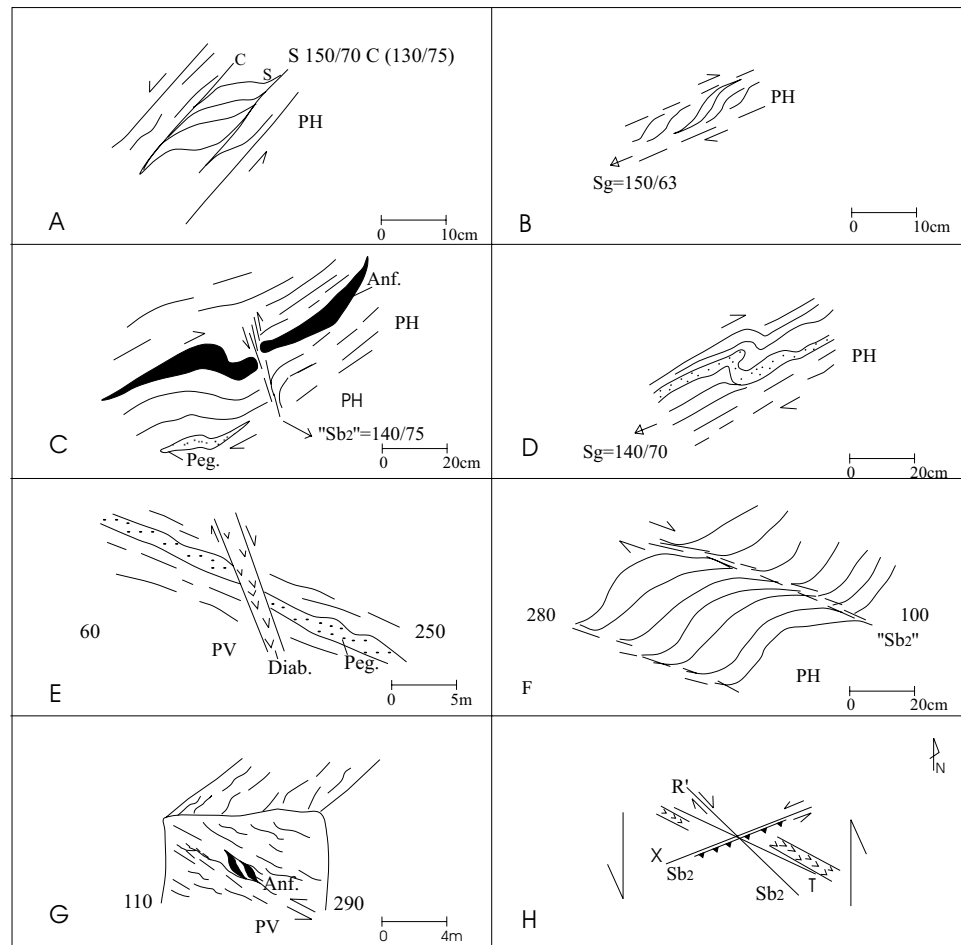 C
S
S 150/70 C (130/75)
PH
A
0 10cm
PH
Sg=150/63
B
0 10cm
Anf.
PH
PH
"Sb2"=140/75
C
Peg.
0 20cm
PH
D
Sg=140/70
0 20cm
60
250
PV
Diab.
Peg.
E
0 5m
280
100
"Sb2"
PH
F
0 20cm
Anf.
110
290
G
PV
0 4m
N
R'
X
Sb2
Sb2
T
H